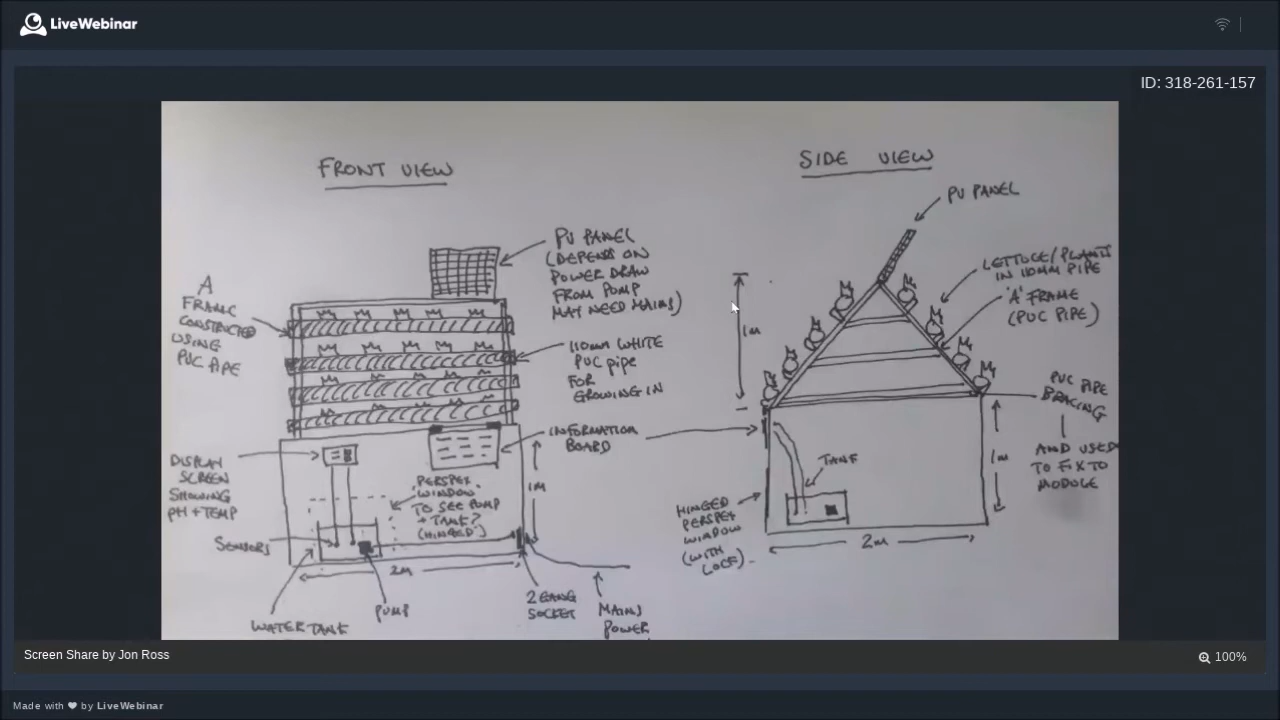 LiveWebinar
ID: 318-261-157
FRONT VIEW
SIDE VIEW
PV PANEL
PV PANEL
(DEPENDS ON
POWER DRAW
FROM PUMP
MAY NEED MAINS)
LETTUCE/PLANTS
IN 110MM PIPE
'A' FRAME
(PVC PIPE)
A
FRAME
CONSTRUCTED
USING
PVC PIPE
1M
110MM WHITE
PVC PIPE
FOR
GROWING IN
PVC PIPE
BRACING
AND USED
TO FIX TO
MODULE
INFORMATION
BOARD
DISPLAY
SCREEN
SHOWING
PH + TEMP
PERSPEX
WINDOW
TO SEE PUMP
+ TANK?
(HINGED)
1M
TANK
1M
HINGED
PERSPEX
WINDOW
(WITH
LOCK)
SENSORS
2M
2M
WATER TANK
PUMP
2 GANG
SOCKET
MAINS
POWER
Screen Share by Jon Ross
100%
Made with ❤ by LiveWebinar